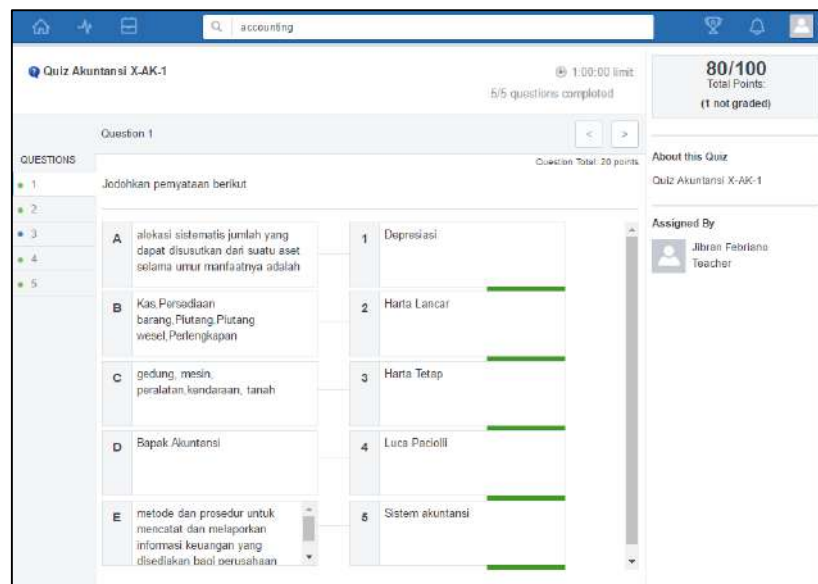 accounting
Quiz Akuntansi X-AK-1
1:00:00 limit
5/5 questions completed
80/100
Total Points:
(1 not graded)
Question 1
<
>
QUESTIONS
Question Total: 20 points
1
2
3
4
5
Jodohkan pernyataan berikut
A
alokasi sistematis jumlah yang
dapat disusutkan dari suatu aset
selama umur manfaatnya adalah
1
Depresiasi
B
Kas,Persediaan
barang,Piutang,Piutang
wesel,Perlengkapan
2
Harta Lancar
C
gedung, mesin,
peralatan,kendaraan, tanah
3
Harta Tetap
D
Bapak Akuntansi
4
Luca Paciolli
E
metode dan prosedur untuk
mencatat dan melaporkan
informasi keuangan yang
disediakan bagi perusahaan
5
Sistem akuntansi
About this Quiz
Quiz Akuntansi X-AK-1
Assigned By
Jibran Febriano
Teacher